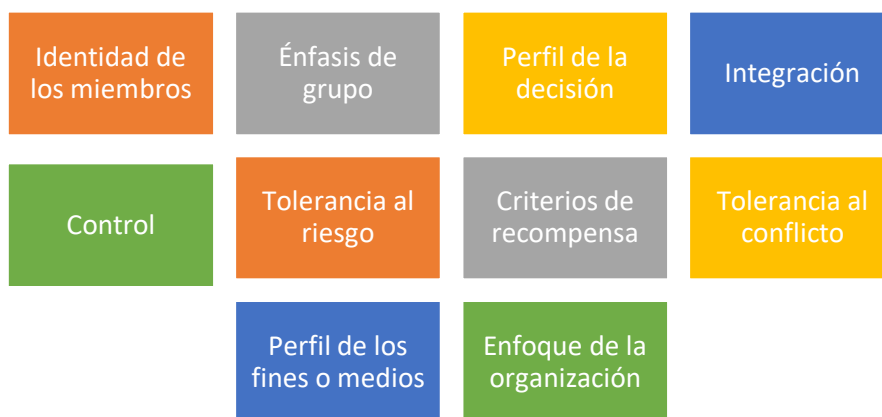 Identidad de
los miembros
Énfasis de
grupo
Perfil de la
decisión
Integración
Control
Tolerancia al
riesgo
Criterios de
recompensa
Tolerancia al
conflicto
Perfil de los
fines o medios
Enfoque de la
organización